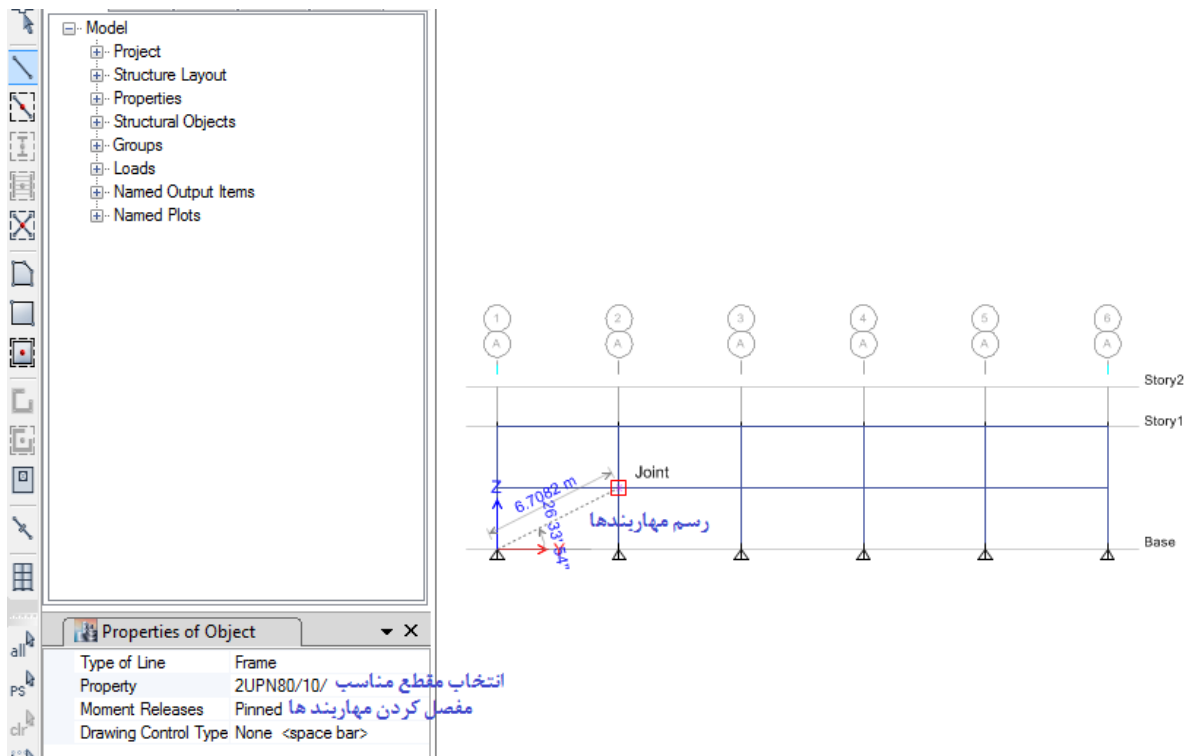 Model
Project
Structure Layout
Properties
Structural Objects
Groups
Loads
Named Output Items
Named Plots
1 2 3 4 5 6
A A A A A A
Story2
Story1
Joint
Z
6.7082 m
26°33'54"
رسم مهاربندها
X
Base
Properties of Object
all
Type of Line Frame
Property 2UPN80/10/ انتخاب مقطع مناسب
PS
Moment Releases Pinned مفصل کردن مهاربند ها
clr
Drawing Control Type None <space bar>